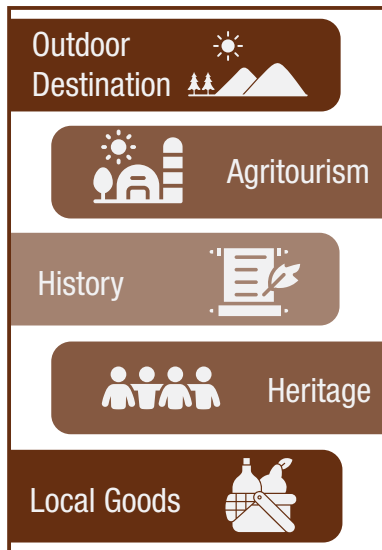 Outdoor
Destination
Agritourism
History
Heritage
Local Goods